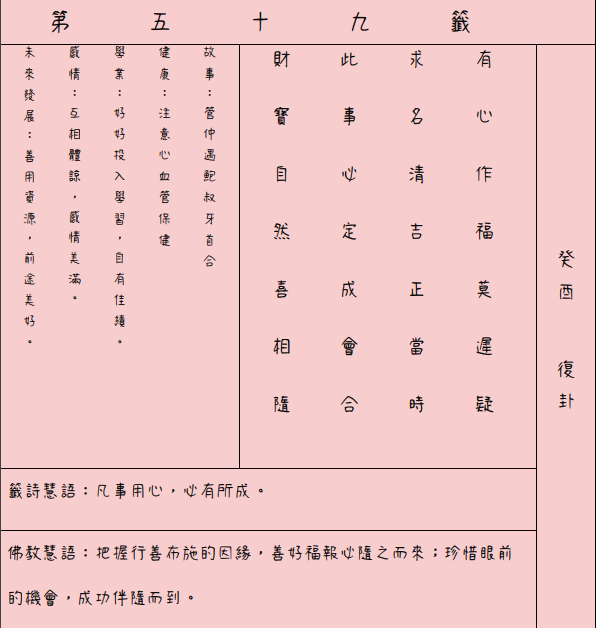 第五十九籤
癸酉 復卦
有心作福莫遲疑
求名清吉正當時
此事必定成會合
財寶自然喜相隨
故事：管仲遇鮑叔牙首合
健康：注意心血管保健
學業：好好投入學習，自有佳績。
感情：互相體諒，感情美滿。
未來發展：善用資源，前途美好。
籤詩慧語：凡事用心，必有所成。
佛教慧語：把握行善布施的因緣，善好福報必隨之而來；珍惜眼前
的機會，成功伴隨而到。